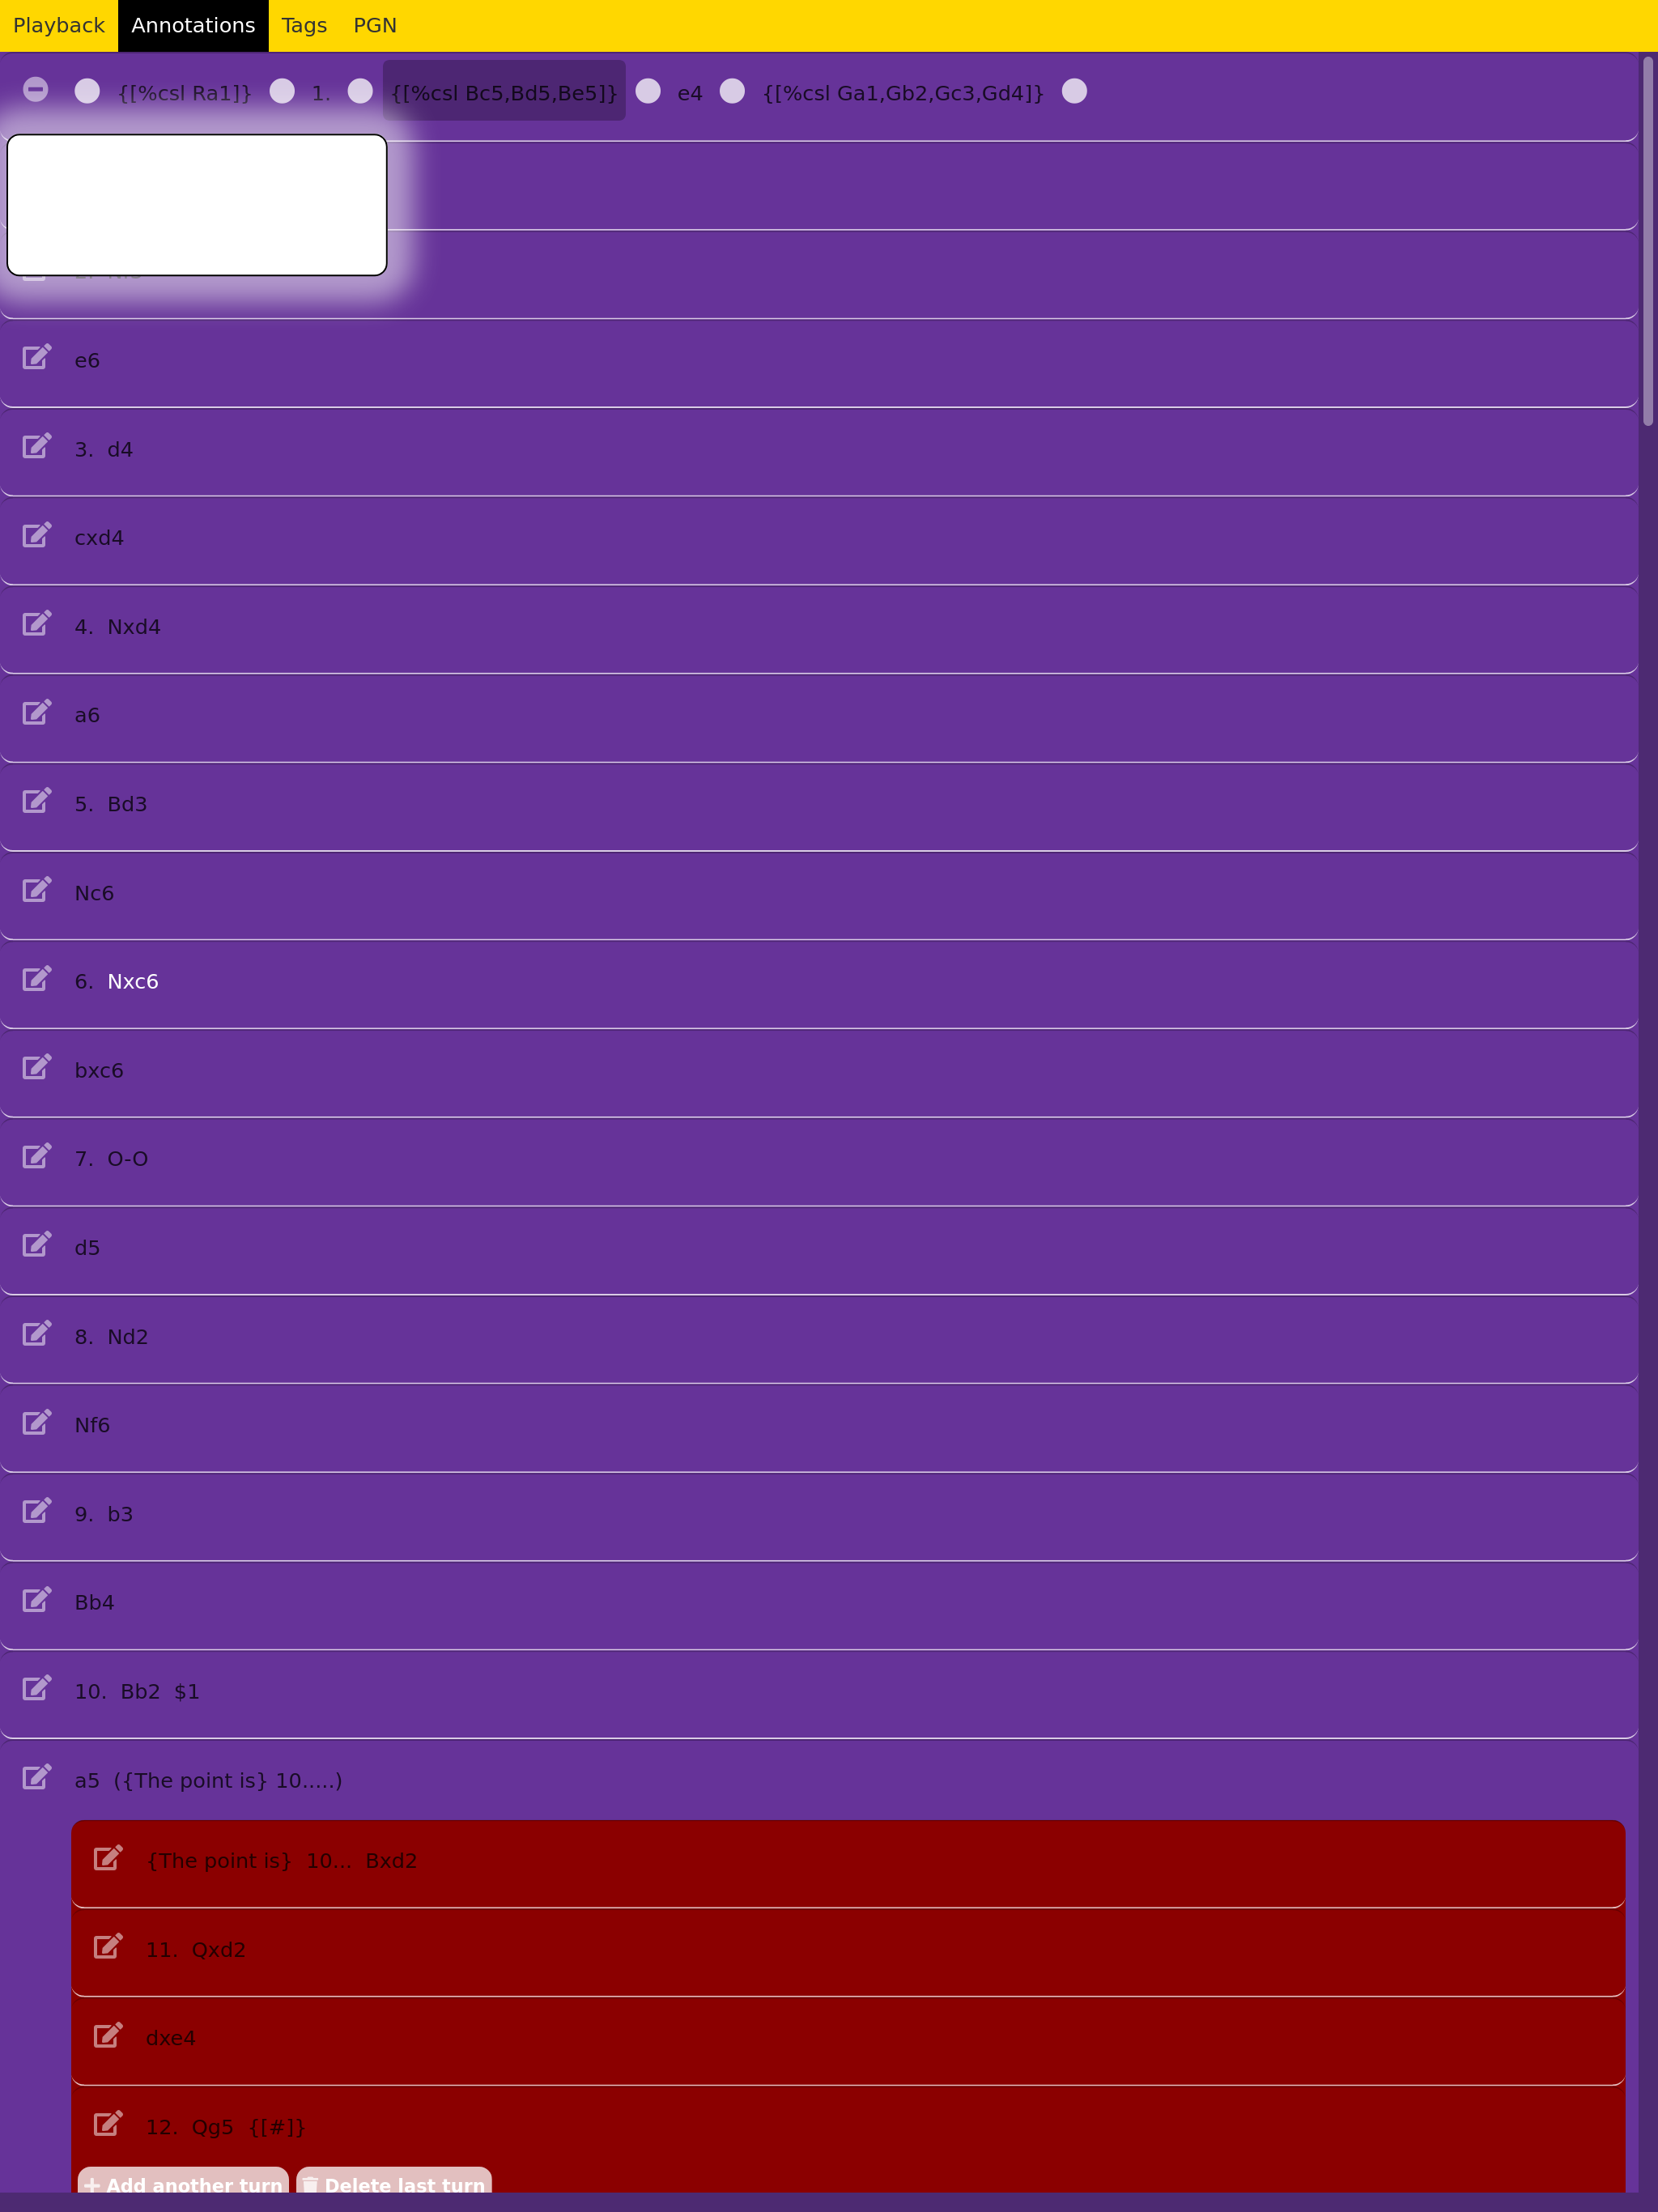 Playback Annotations Tags PGN
{[%csl Ra1]} 1. {[%csl Bc5,Bd5,Be5]} e4 {[%csl Ga1,Gb2,Gc3,Gd4]}
e6
3. d4
cxd4
4. Nxd4
a6
5. Bd3
Nc6
6. Nxc6
bxc6
7. O-O
d5
8. Nd2
Nf6
9. b3
Bb4
10. Bb2 $1
a5 ({The point is} 10.....)
{The point is} 10... Bxd2
11. Qxd2
dxe4
12. Qg5 {[#]}
Add another turn Delete last turn